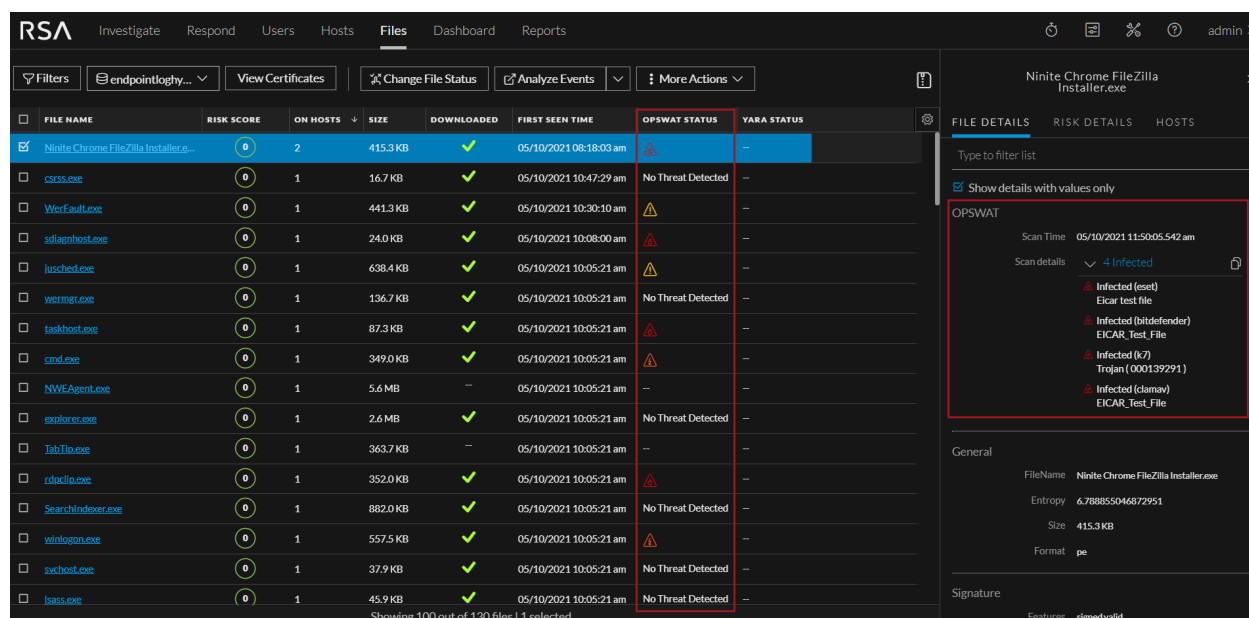 RSA Investigate Respond Users Hosts Files Dashboard Reports admin
Filters endpointloghy... View Certificates Change File Status Analyze Events More Actions
FILE NAME RISK SCORE ON HOSTS SIZE DOWNLOADED FIRST SEEN TIME OPSWAT STATUS YARA STATUS
Ninite Chrome FileZilla Installer.e... 0 2 415.3 KB 05/10/2021 08:18:03 am --
csrss.exe 0 1 16.7 KB 05/10/2021 10:47:29 am No Threat Detected --
WerFault.exe 0 1 441.3 KB 05/10/2021 10:30:10 am --
sdiagnhost.exe 0 1 24.0 KB 05/10/2021 10:08:00 am --
jusched.exe 0 1 638.4 KB 05/10/2021 10:05:21 am --
wermgr.exe 0 1 136.7 KB 05/10/2021 10:05:21 am No Threat Detected --
taskhost.exe 0 1 87.3 KB 05/10/2021 10:05:21 am --
cmd.exe 0 1 349.0 KB 05/10/2021 10:05:21 am --
NWEAgent.exe 0 1 5.6 MB -- 05/10/2021 10:05:21 am -- --
explorer.exe 0 1 2.6 MB 05/10/2021 10:05:21 am No Threat Detected --
TabTip.exe 0 1 363.7 KB -- 05/10/2021 10:05:21 am -- --
rdpclip.exe 0 1 352.0 KB 05/10/2021 10:05:21 am --
SearchIndexer.exe 0 1 882.0 KB 05/10/2021 10:05:21 am No Threat Detected --
winlogon.exe 0 1 557.5 KB 05/10/2021 10:05:21 am --
svchost.exe 0 1 37.9 KB 05/10/2021 10:05:21 am No Threat Detected --
lsass.exe 0 1 45.9 KB 05/10/2021 10:05:21 am No Threat Detected --
Showing 100 out of 130 files | 1 selected
Ninite Chrome FileZilla
Installer.exe
FILE DETAILS RISK DETAILS HOSTS
Type to filter list
Show details with values only
OPSWAT
Scan Time 05/10/2021 11:50:05.542 am
Scan details 4 Infected
Infected (eset)
Eicar test file
Infected (bitdefender)
EICAR_Test_File
Infected (k7)
Trojan ( 000139291 )
Infected (clamav)
EICAR_Test_File
General
FileName Ninite Chrome FileZilla Installer.exe
Entropy 6.788855046872951
Size 415.3 KB
Format pe
Signature
Features signed,valid